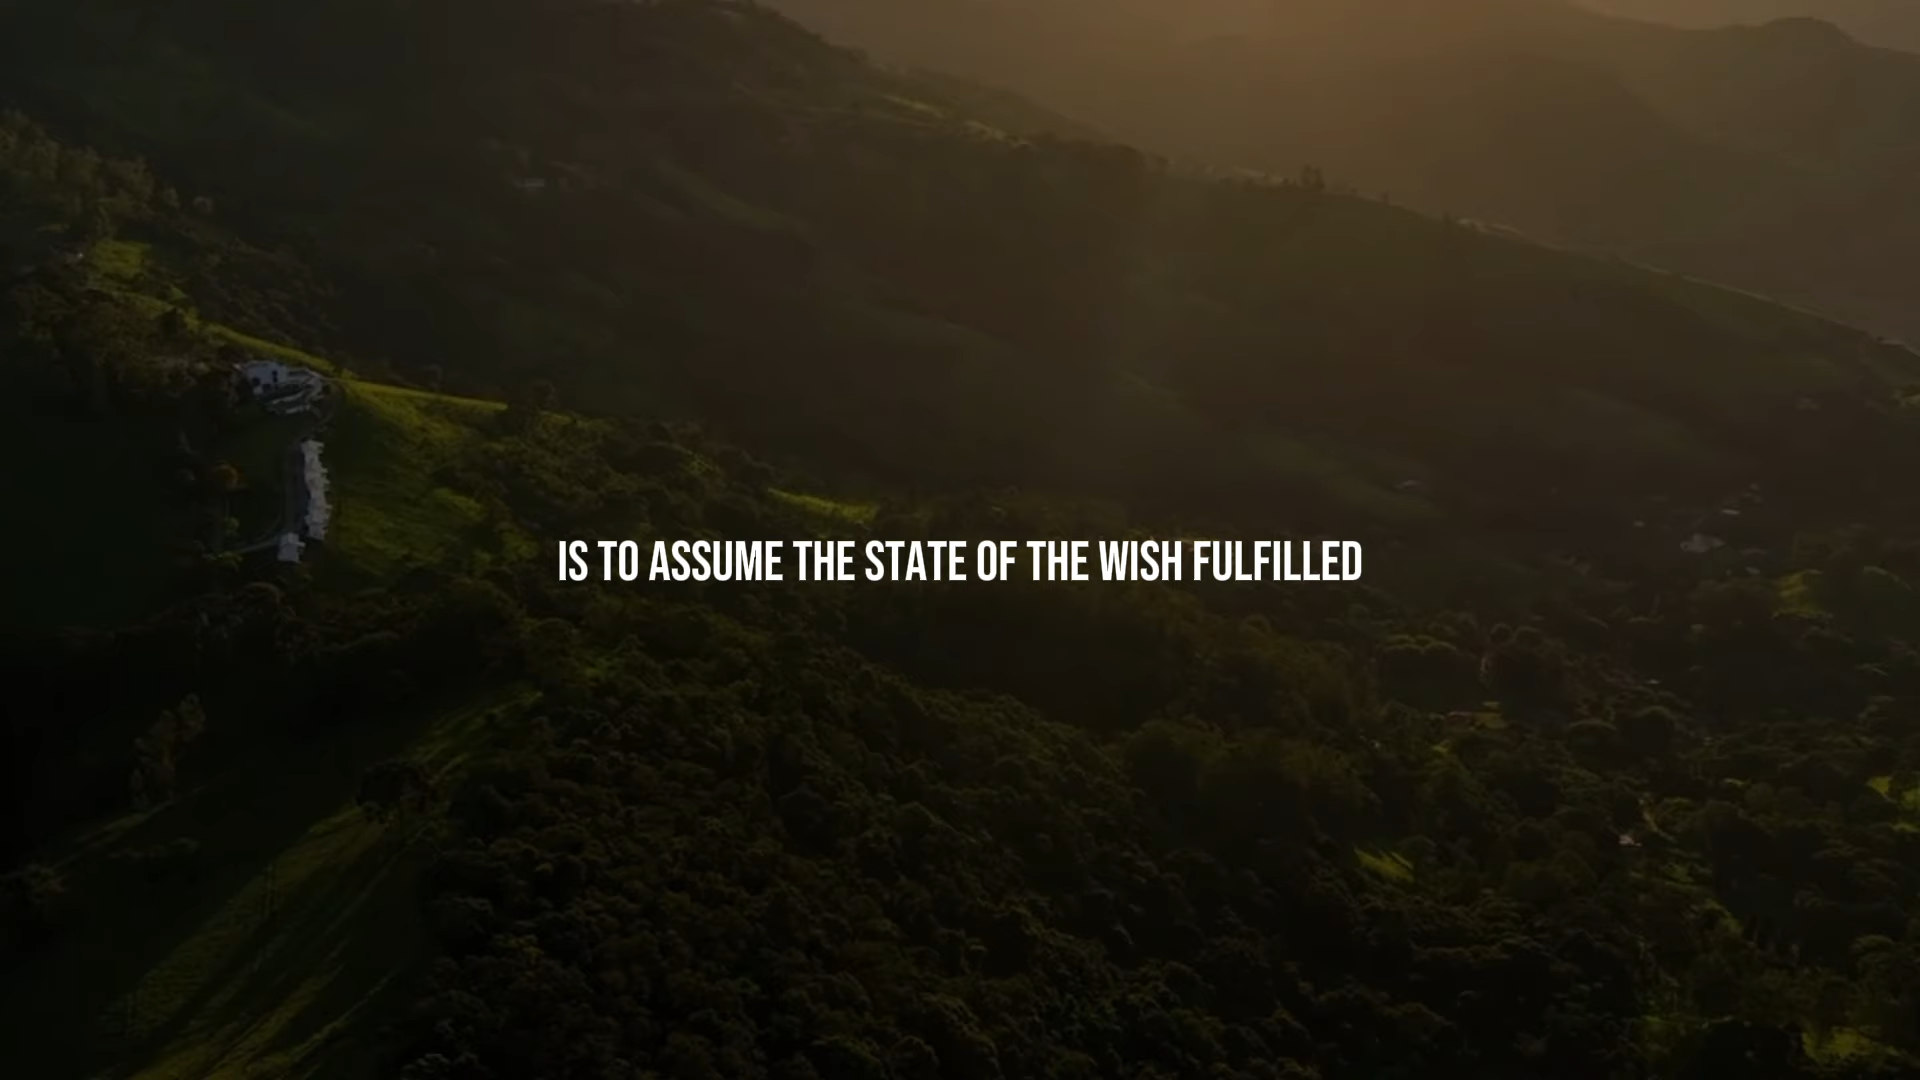 IS TO ASSUME THE STATE OF THE WISH FULFILLED